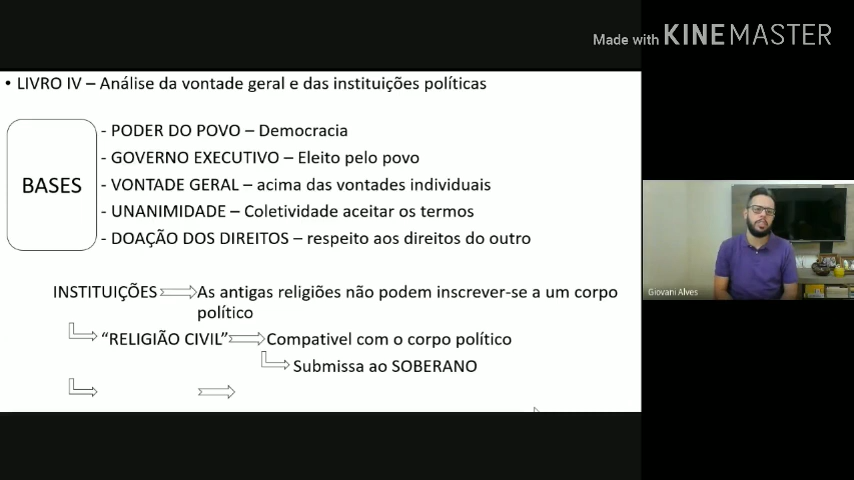 Made with KINEMASTER
• LIVRO IV – Análise da vontade geral e das instituições políticas
BASES
- PODER DO POVO – Democracia
- GOVERNO EXECUTIVO – Eleito pelo povo
- VONTADE GERAL – acima das vontades individuais
- UNANIMIDADE – Coletividade aceitar os termos
- DOAÇÃO DOS DIREITOS – respeito aos direitos do outro
INSTITUIÇÕES As antigas religiões não podem inscrever-se a um corpo
político
“RELIGIÃO CIVIL” Compativel com o corpo político
Submissa ao SOBERANO
Giovani Alves